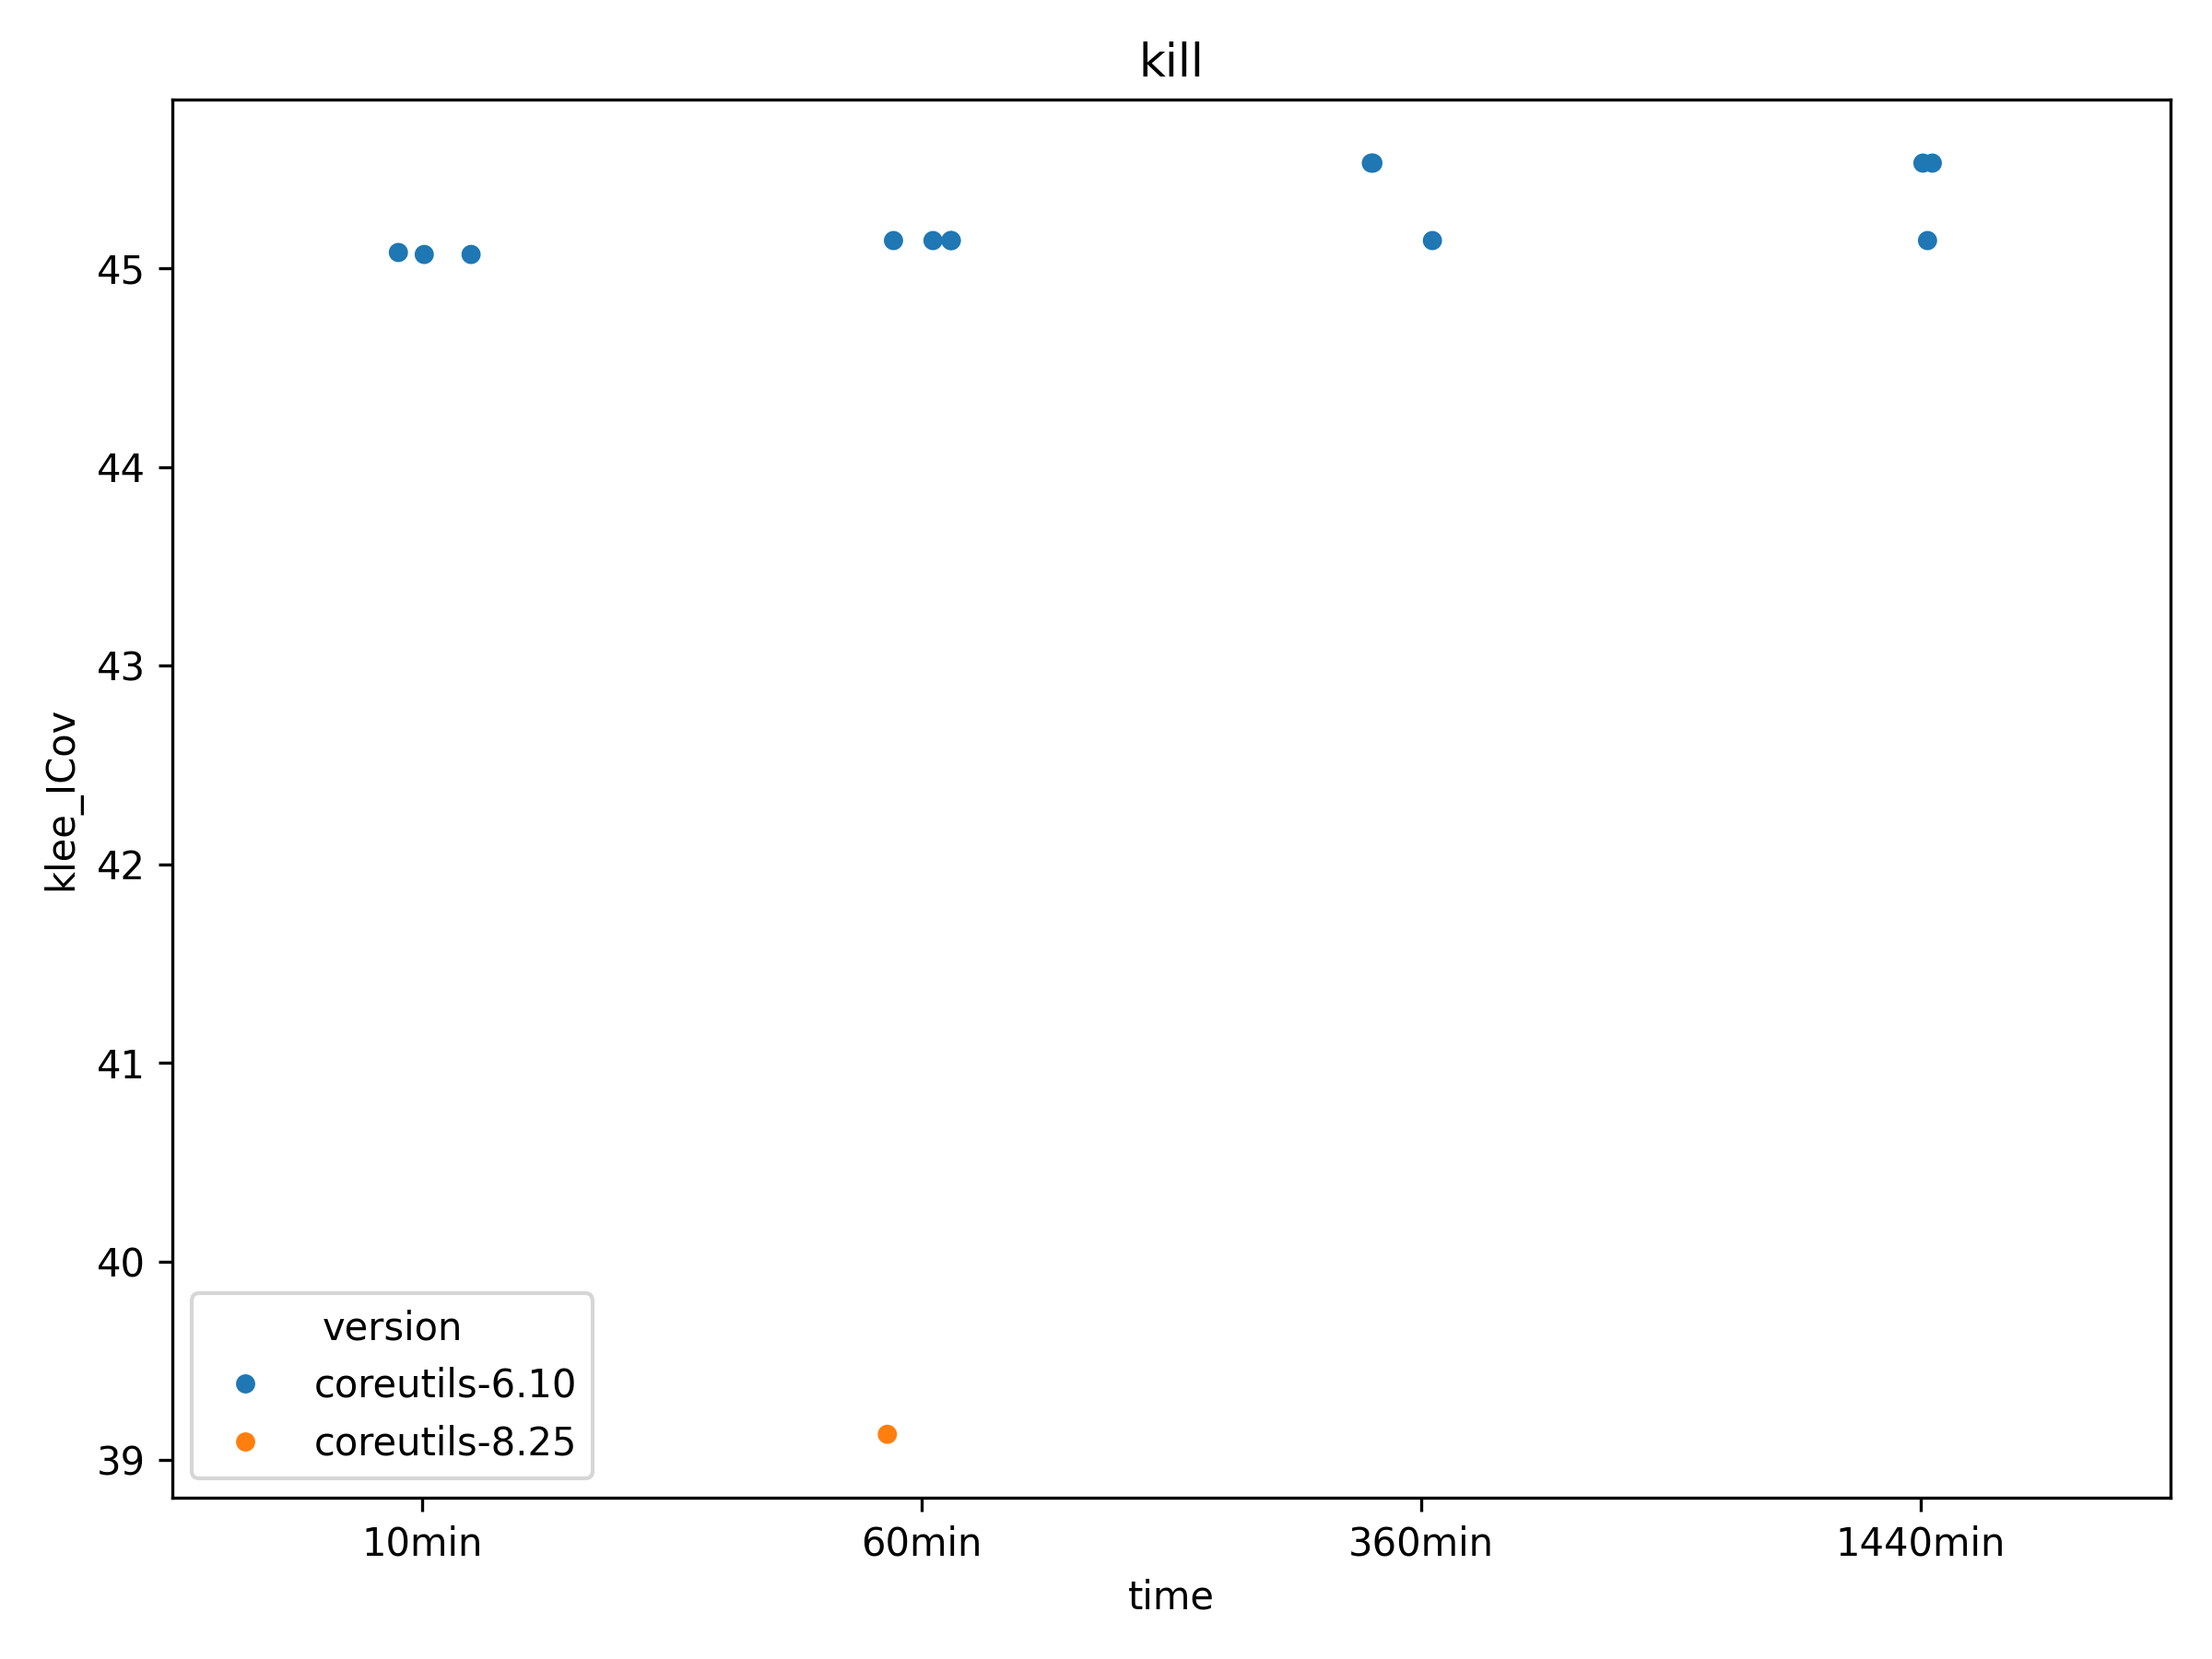 kill
klee_ICov
45
44
43
42
41
40
39
version
coreutils-6.10
coreutils-8.25
10min
60min
360min
1440min
time